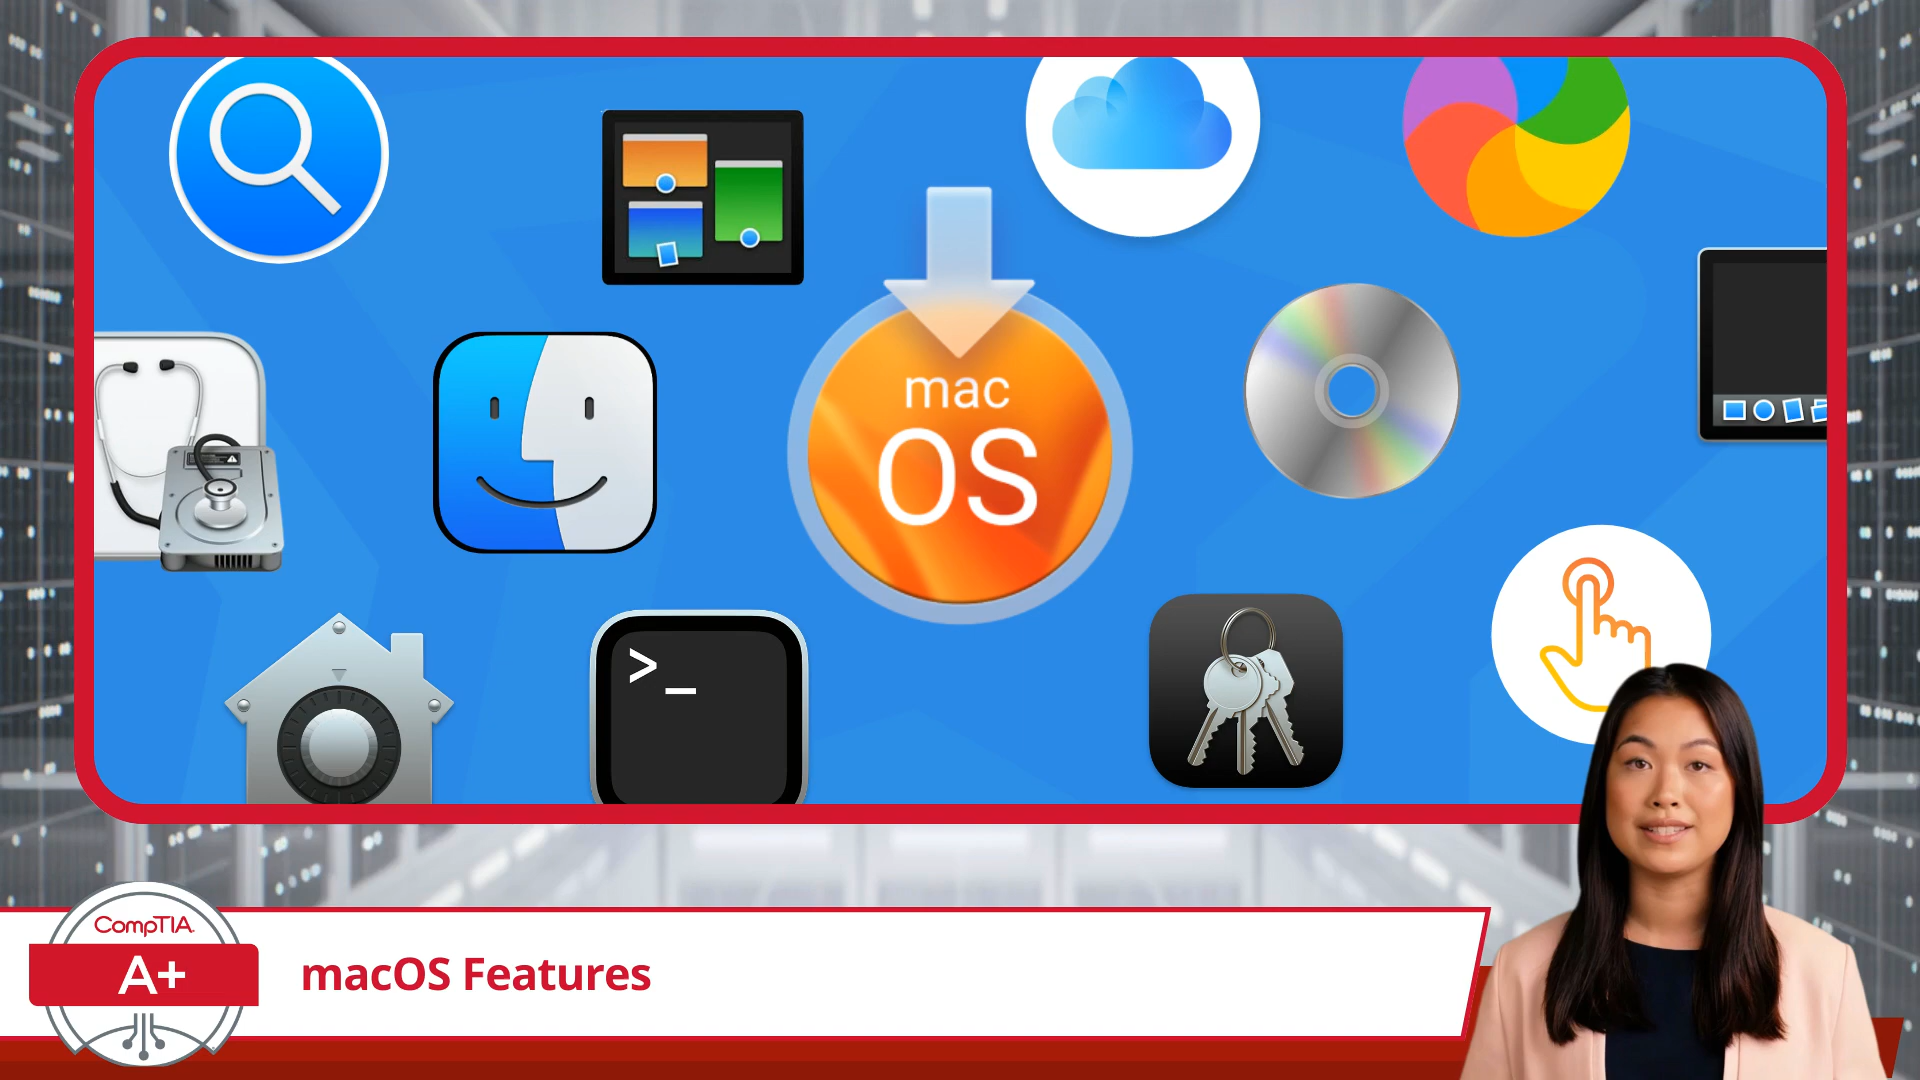 mac
OS
>_
CompTIA.
A+
macOS Features